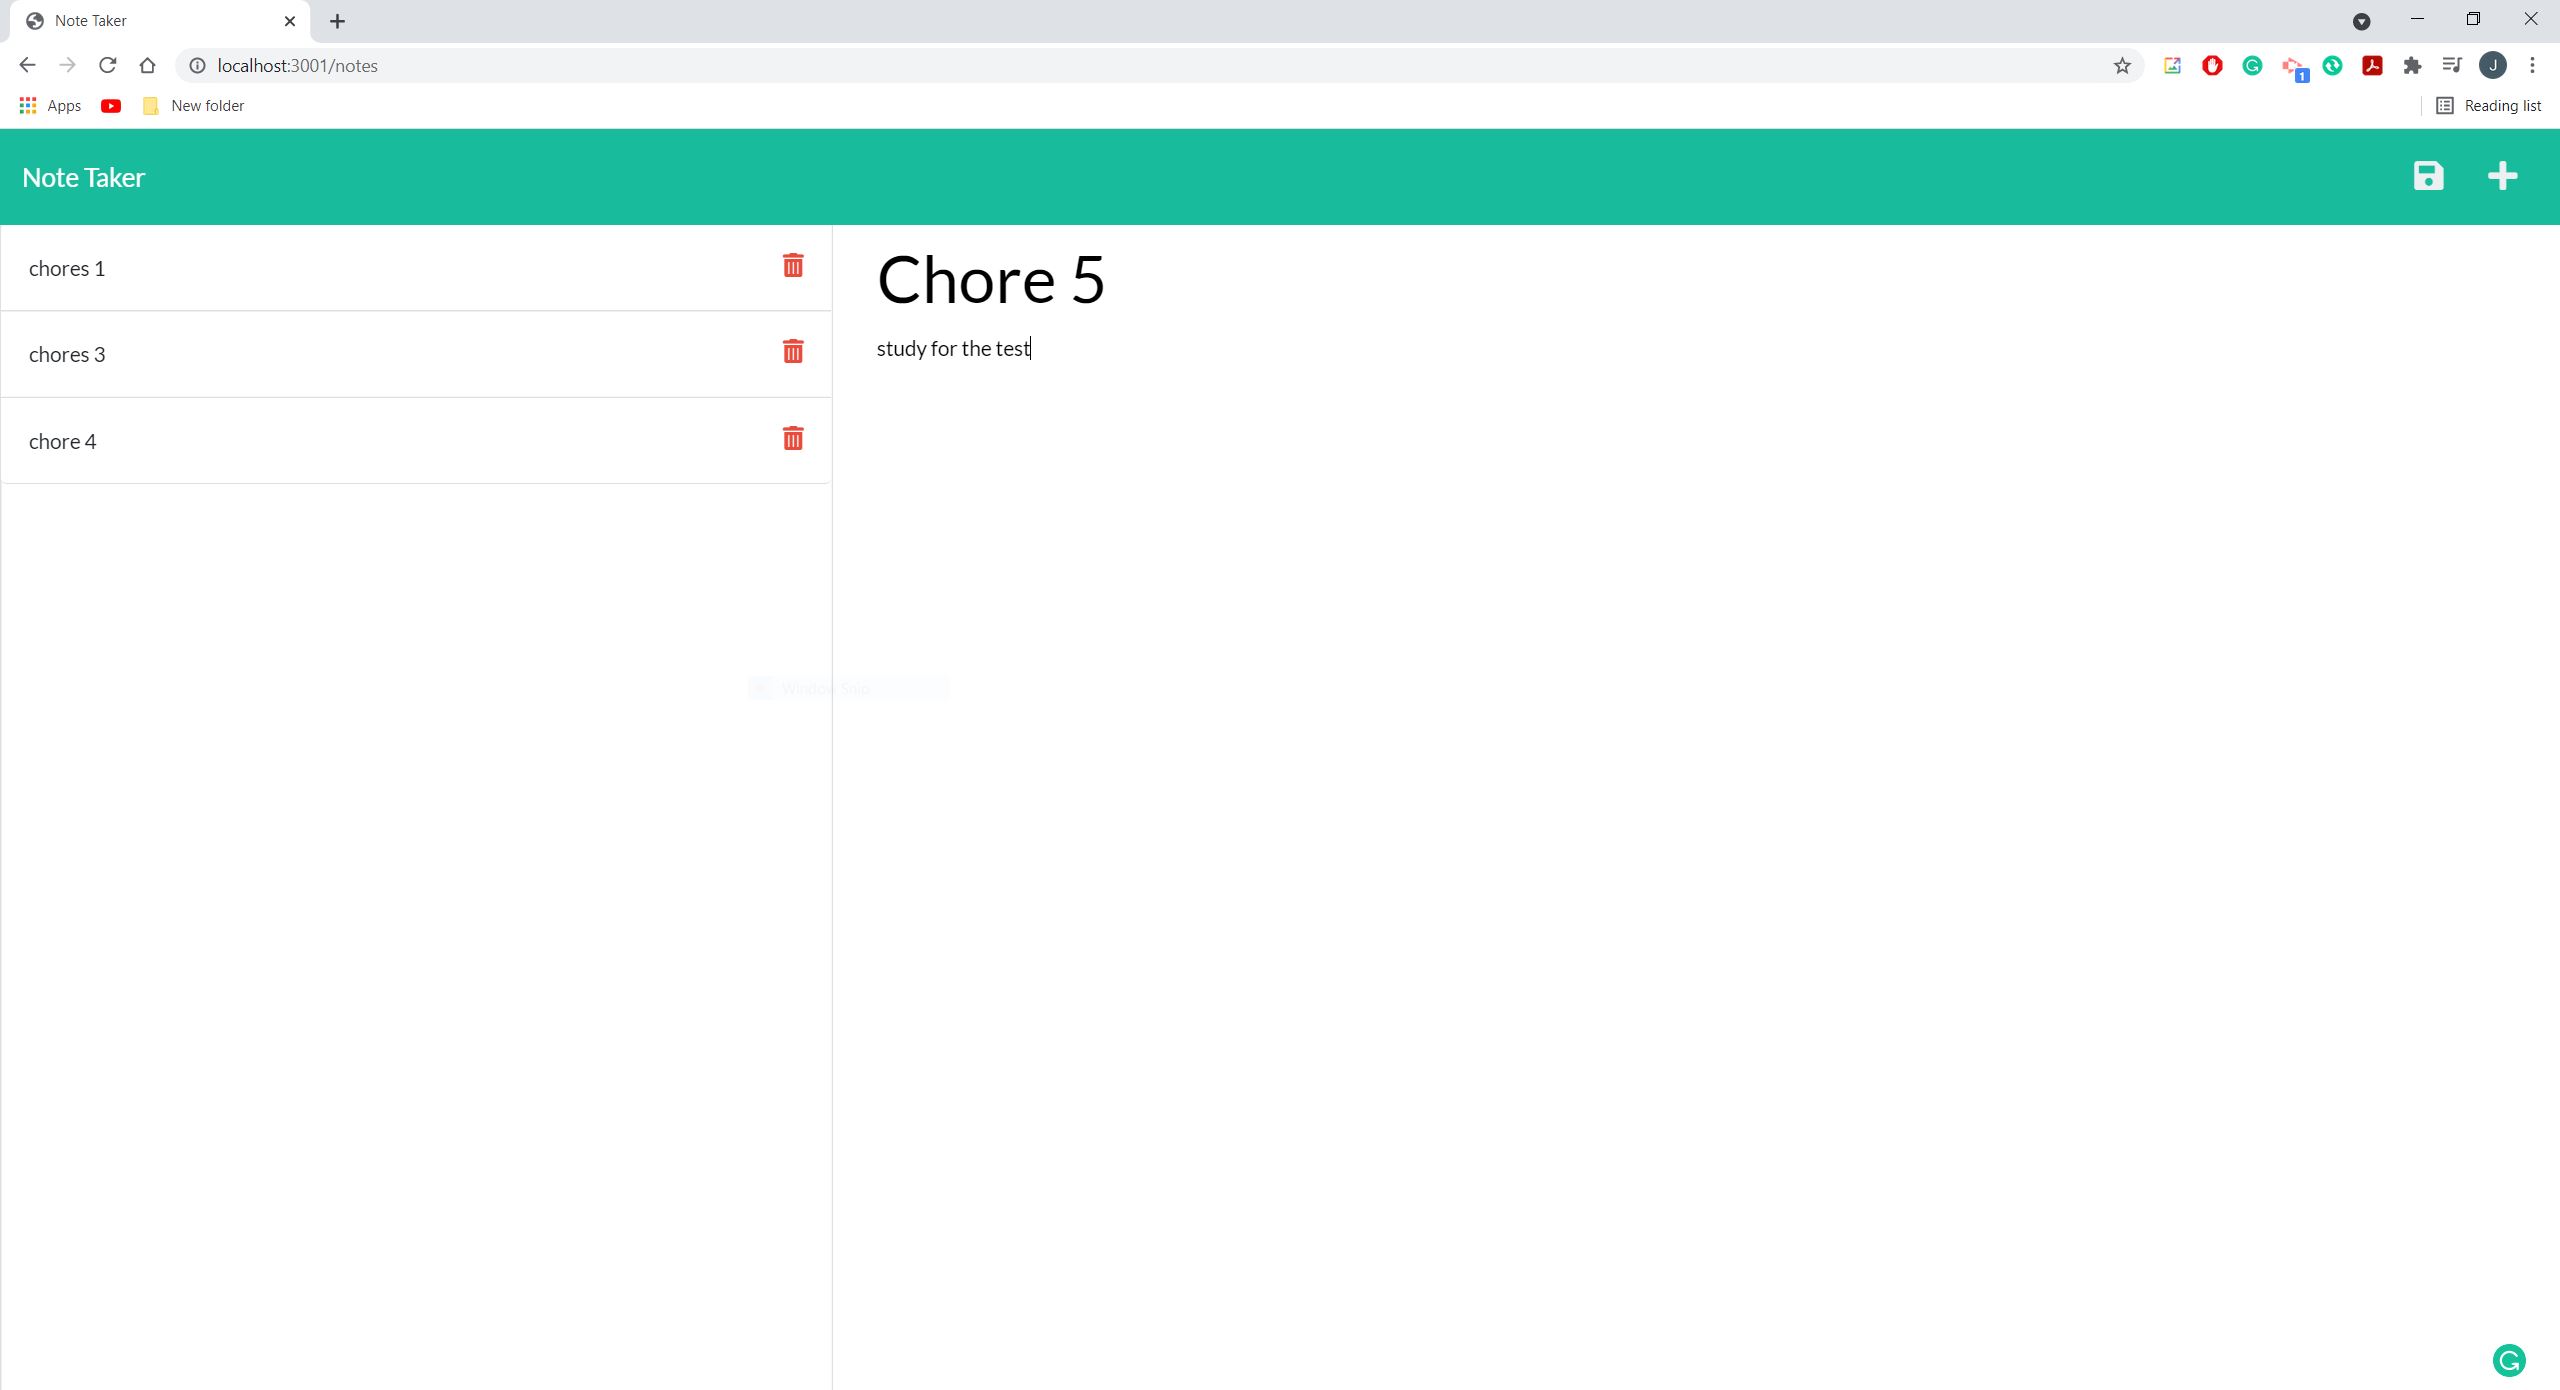 Note Taker
localhost:3001/notes
1
J
Apps
New folder
Reading list
Note Taker
chores 1
chores 3
chore 4
Chore 5
study for the test
Window Snip